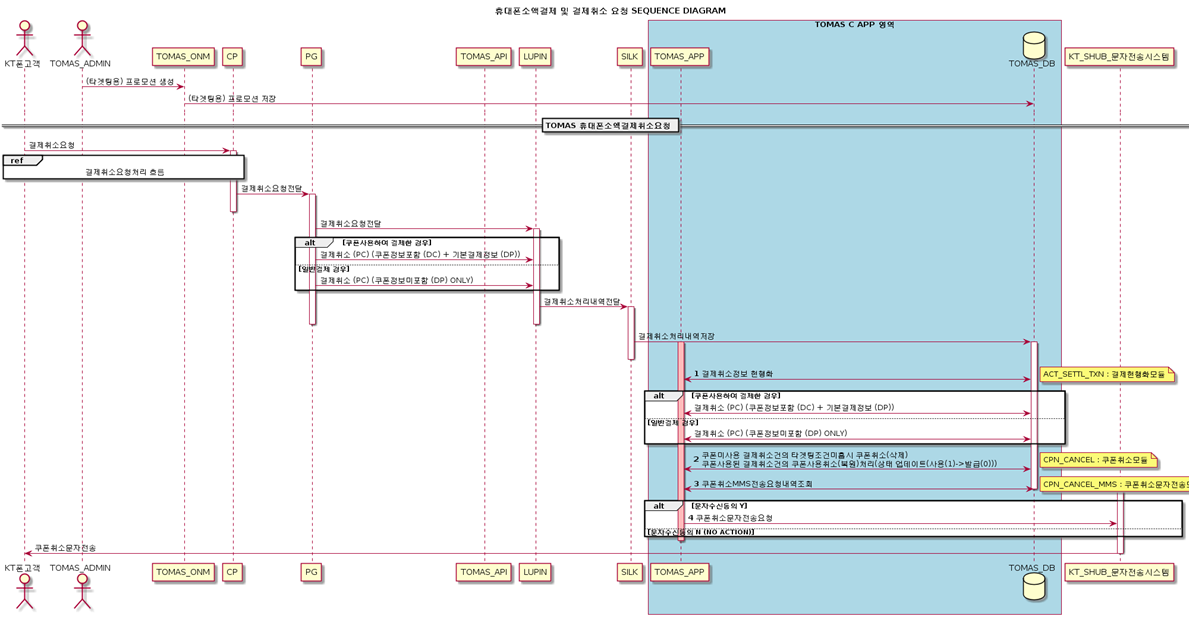 휴대폰소액결제 및 결제취소 요청 SEQUENCE DIAGRAM
TOMAS C APP 영역
KT폰고객
TOMAS_ADMIN
TOMAS_ONM
CP
PG
TOMAS_API
LUPIN
SILK
TOMAS_APP
TOMAS_DB
KT_SHUB_문자전송시스템
(타겟팅용) 프로모션 생성
(타겟팅용) 프로모션 저장
TOMAS 휴대폰소액결제취소요청
결제취소요청
ref
결제취소요청처리 흐름
결제취소요청전달
결제취소요청전달
alt [쿠폰사용하여 결제한 경우]
결제취소 (PC) (쿠폰정보포함 (DC) + 기본결제정보 (DP))
[일반결제 경우]
결제취소 (PC) (쿠폰정보미포함 (DP) ONLY)
결제취소처리내역전달
결제취소처리내역저장
1 결제취소정보 현행화
ACT_SETTL_TXN : 결제현행화모듈
alt [쿠폰사용하여 결제한 경우]
결제취소 (PC) (쿠폰정보포함 (DC) + 기본결제정보 (DP))
[일반결제 경우]
결제취소 (PC) (쿠폰정보미포함 (DP) ONLY)
2 쿠폰미사용 결제취소건의 타겟팅조건미흡시 쿠폰취소(삭제)
쿠폰사용된 결제취소건의 쿠폰사용취소(복원)처리(상태 업데이트(사용(1)->발급(0)))
CPN_CANCEL : 쿠폰취소모듈
3 쿠폰취소MMS전송요청내역조회
CPN_CANCEL_MMS : 쿠폰취소문자전송모
alt [문자수신동의 Y]
4 쿠폰취소문자전송요청
[문자수신동의 N (NO ACTION)]
쿠폰취소문자전송
KT폰고객
TOMAS_ADMIN
TOMAS_ONM
CP
PG
TOMAS_API
LUPIN
SILK
TOMAS_APP
TOMAS_DB
KT_SHUB_문자전송시스템